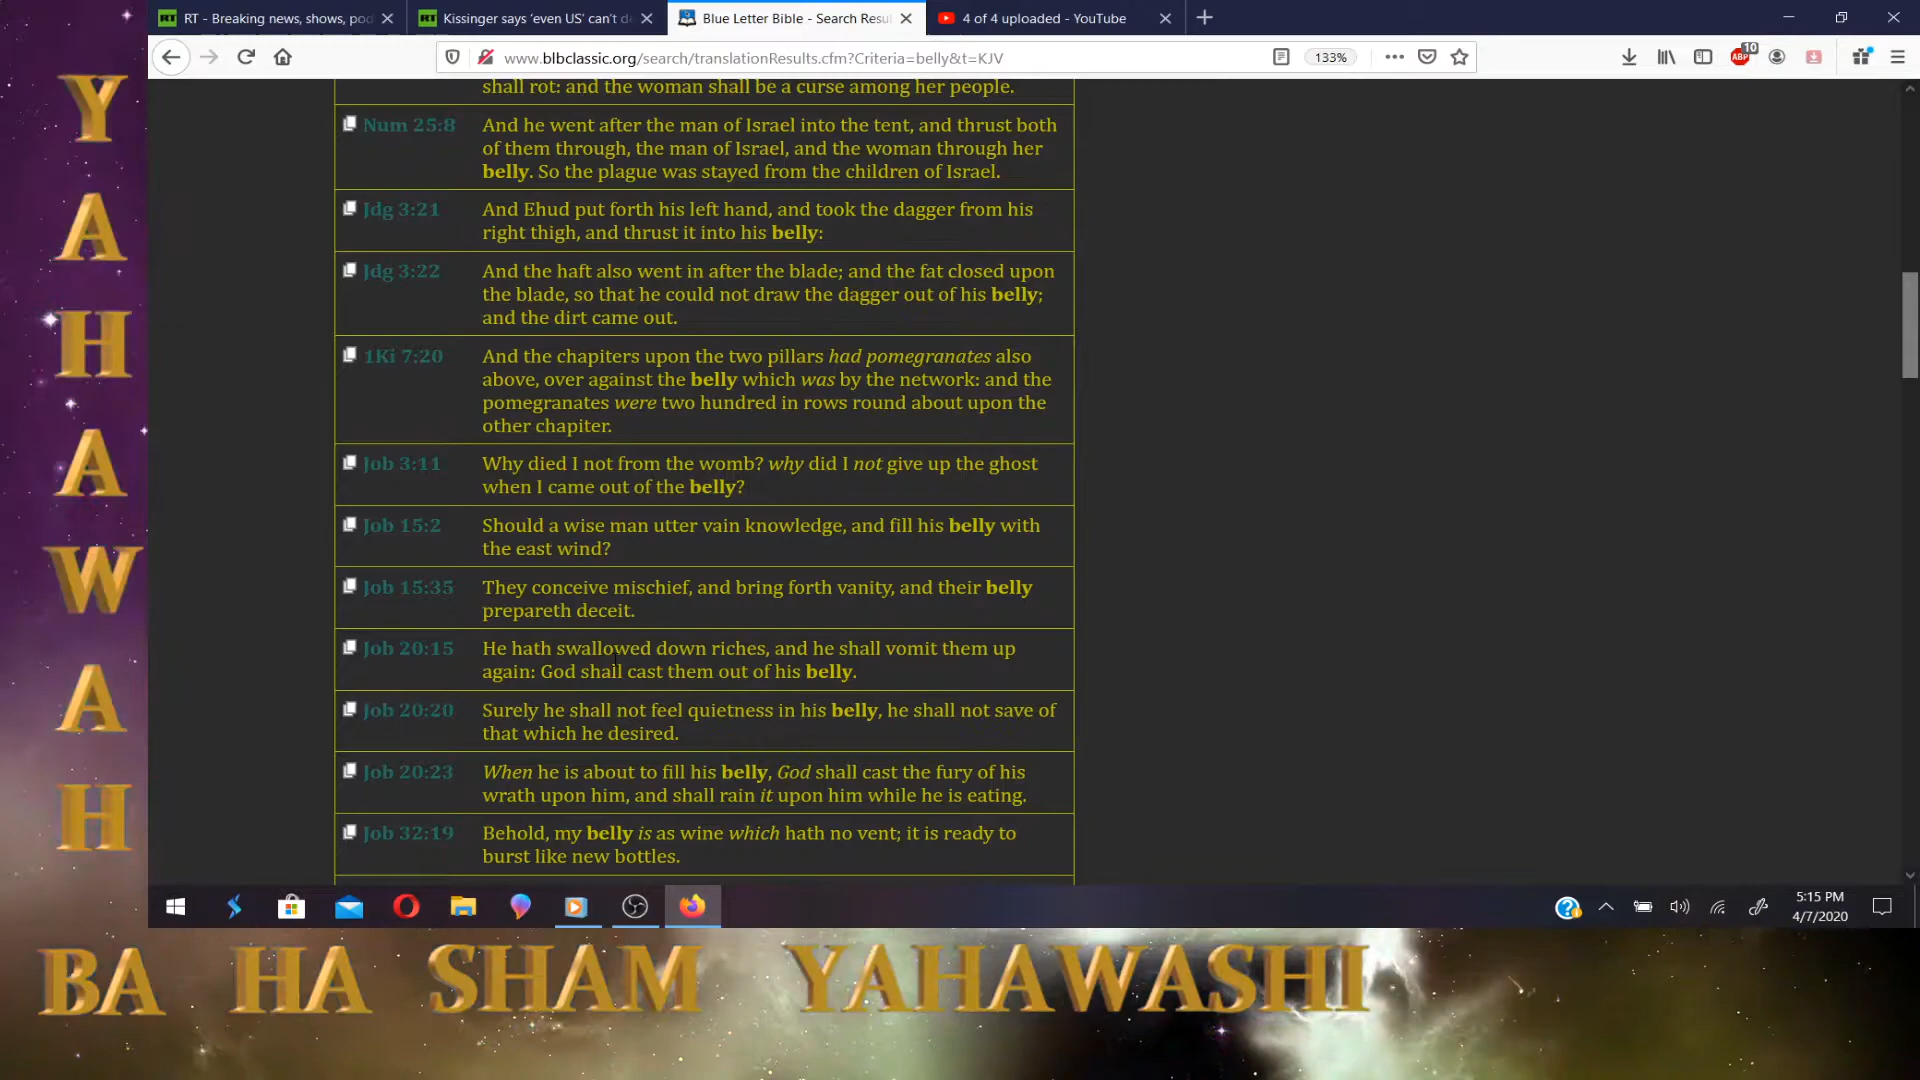 RT - Breaking news, shows, pod
Kissinger says 'even US' can't de
Blue Letter Bible - Search Resul
4 of 4 uploaded - YouTube
www.blbclassic.org/search/translationResults.cfm?Criteria=belly&t=KJV
133%
ABP
10
shall rot: and the woman shall be a curse among her people.
Num 25:8
And he went after the man of Israel into the tent, and thrust both
of them through, the man of Israel, and the woman through her
belly. So the plague was stayed from the children of Israel.
Jdg 3:21
And Ehud put forth his left hand, and took the dagger from his
right thigh, and thrust it into his belly:
Jdg 3:22
And the haft also went in after the blade; and the fat closed upon
the blade, so that he could not draw the dagger out of his belly;
and the dirt came out.
1Ki 7:20
And the chapiters upon the two pillars had pomegranates also
above, over against the belly which was by the network: and the
pomegranates were two hundred in rows round about upon the
other chapiter.
Job 3:11
Why died I not from the womb? why did I not give up the ghost
when I came out of the belly?
Job 15:2
Should a wise man utter vain knowledge, and fill his belly with
the east wind?
Job 15:35
They conceive mischief, and bring forth vanity, and their belly
prepareth deceit.
Job 20:15
He hath swallowed down riches, and he shall vomit them up
again: God shall cast them out of his belly.
Job 20:20
Surely he shall not feel quietness in his belly, he shall not save of
that which he desired.
Job 20:23
When he is about to fill his belly, God shall cast the fury of his
wrath upon him, and shall rain it upon him while he is eating.
Job 32:19
Behold, my belly is as wine which hath no vent; it is ready to
burst like new bottles.
5:15 PM
4/7/2020
Y
A
H
A
W
A
H
BA HA SHAM YAHAWASHI